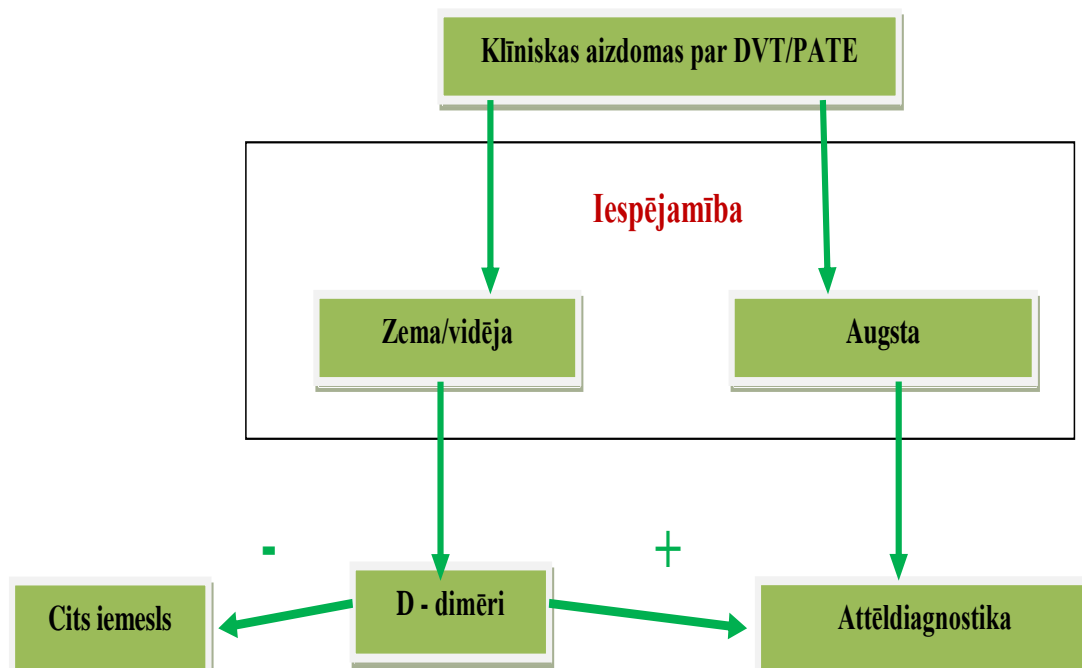 Klīniskas aizdomas par DVT/PATE
Iespējamība
Zema/vidēja
Augsta
-
+
Cits iemesls
D - dimēri
Attēldiagnostika